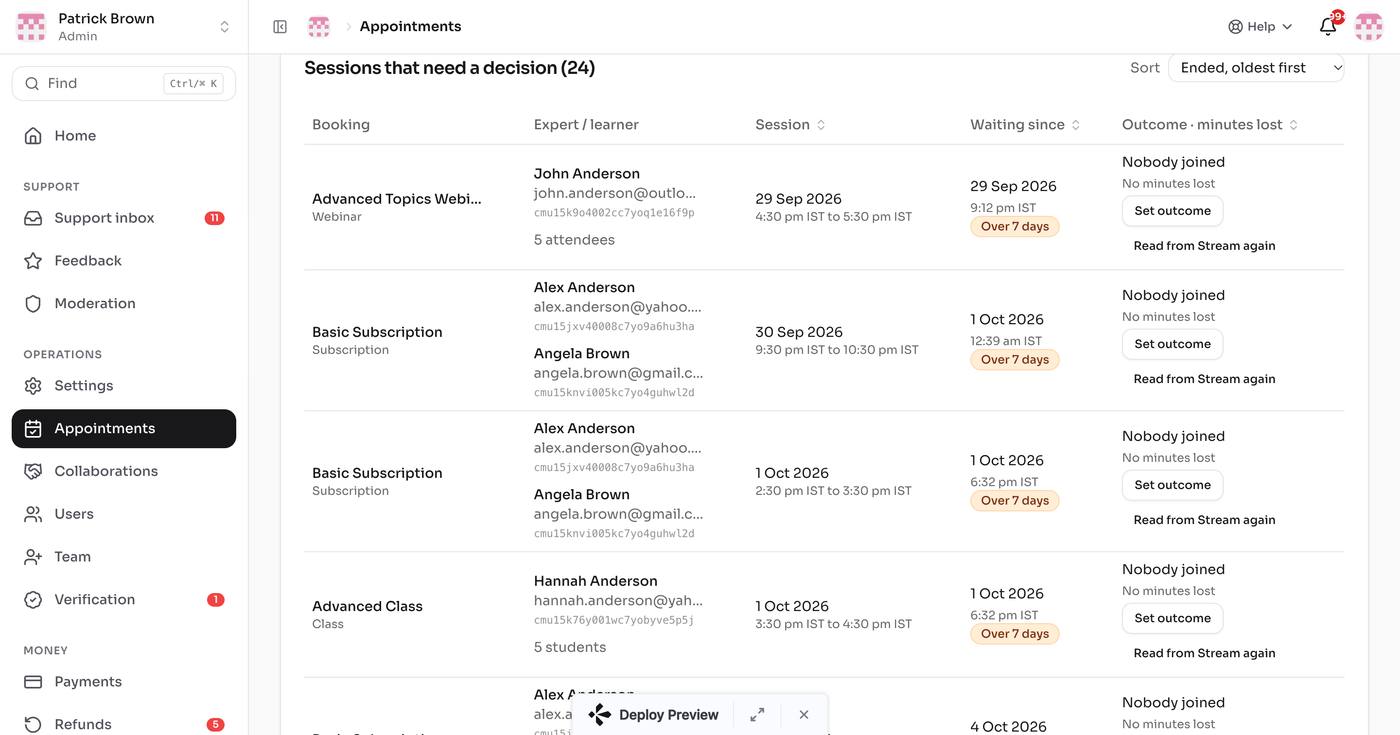 Patrick Brown
Admin
Appointments
Help
99+
Find
Ctrl/⌘ K
Home
SUPPORT
Support inbox 11
Feedback
Moderation
OPERATIONS
Settings
Appointments
Collaborations
Users
Team
Verification 1
MONEY
Payments
Refunds 5
Sessions that need a decision (24)
Sort Ended, oldest first
Booking Expert / learner Session Waiting since Outcome · minutes lost
Advanced Topics Webi...
Webinar
John Anderson
john.anderson@outlo...
cmu15k9o4002cc7yoq1e16f9p
5 attendees
29 Sep 2026
4:30 pm IST to 5:30 pm IST
29 Sep 2026
9:12 pm IST
Over 7 days
Nobody joined
No minutes lost
Set outcome
Read from Stream again
Basic Subscription
Subscription
Alex Anderson
alex.anderson@yahoo....
cmu15jxv40008c7yo9a6hu3ha
Angela Brown
angela.brown@gmail.c...
cmu15knvi005kc7yo4guhwl2d
30 Sep 2026
9:30 pm IST to 10:30 pm IST
1 Oct 2026
12:39 am IST
Over 7 days
Nobody joined
No minutes lost
Set outcome
Read from Stream again
Basic Subscription
Subscription
Alex Anderson
alex.anderson@yahoo....
cmu15jxv40008c7yo9a6hu3ha
Angela Brown
angela.brown@gmail.c...
cmu15knvi005kc7yo4guhwl2d
1 Oct 2026
2:30 pm IST to 3:30 pm IST
1 Oct 2026
6:32 pm IST
Over 7 days
Nobody joined
No minutes lost
Set outcome
Read from Stream again
Advanced Class
Class
Hannah Anderson
hannah.anderson@yah...
cmu15k76y001wc7yobyve5p5j
5 students
1 Oct 2026
3:30 pm IST to 4:30 pm IST
1 Oct 2026
6:32 pm IST
Over 7 days
Nobody joined
No minutes lost
Set outcome
Read from Stream again
Alex Anderson
4 Oct 2026
Nobody joined
No minutes lost
Deploy Preview